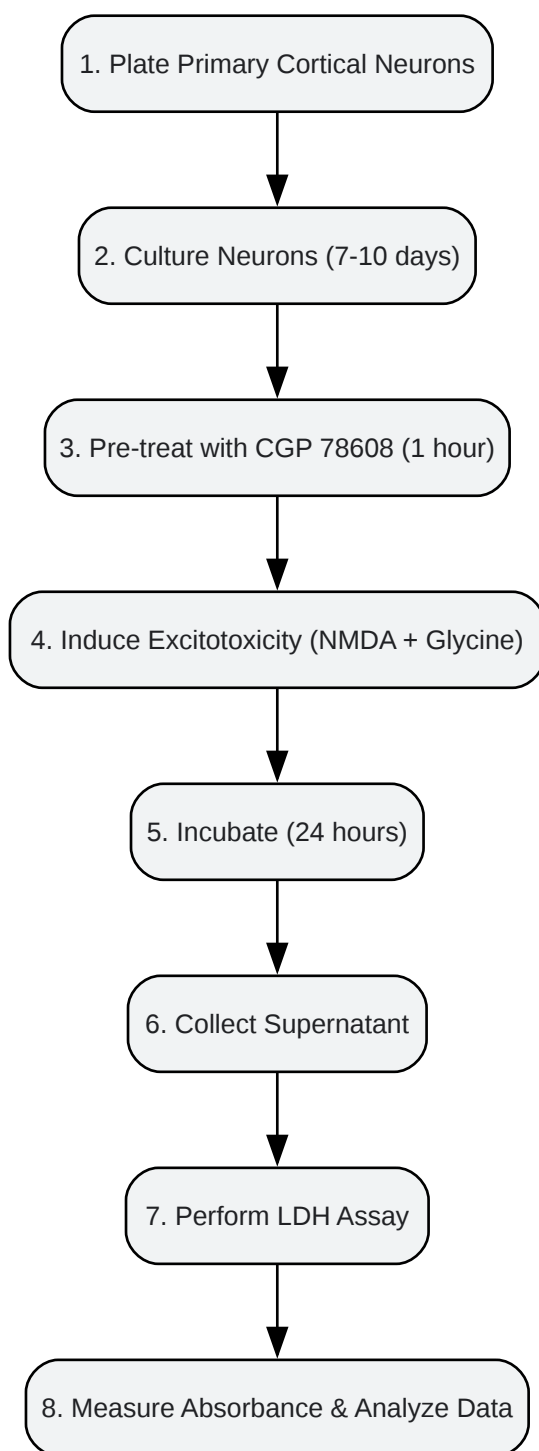 1. Plate Primary Cortical Neurons
2. Culture Neurons (7-10 days)
3. Pre-treat with CGP 78608 (1 hour)
4. Induce Excitotoxicity (NMDA + Glycine)
5. Incubate (24 hours)
6. Collect Supernatant
7. Perform LDH Assay
8. Measure Absorbance & Analyze Data